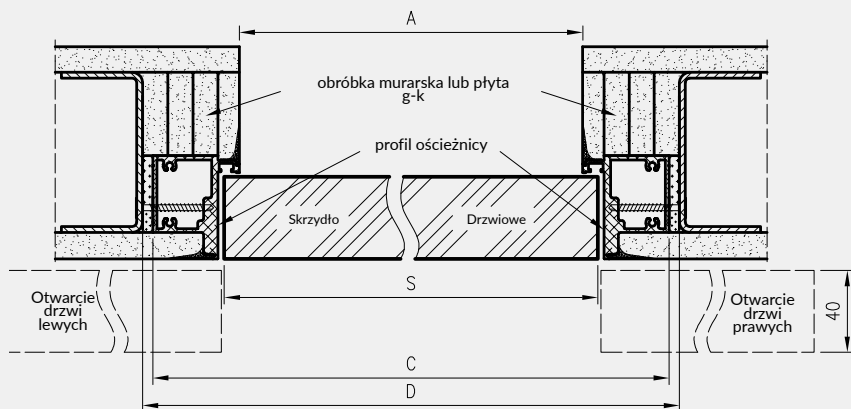 A
obróbka murarska lub płyta
g-k
profil ościeżnicy
Skrzydło
Drzwiowe
S
Otwarcie
drzwi
lewych
Otwarcie
drzwi
prawych
40
C
D